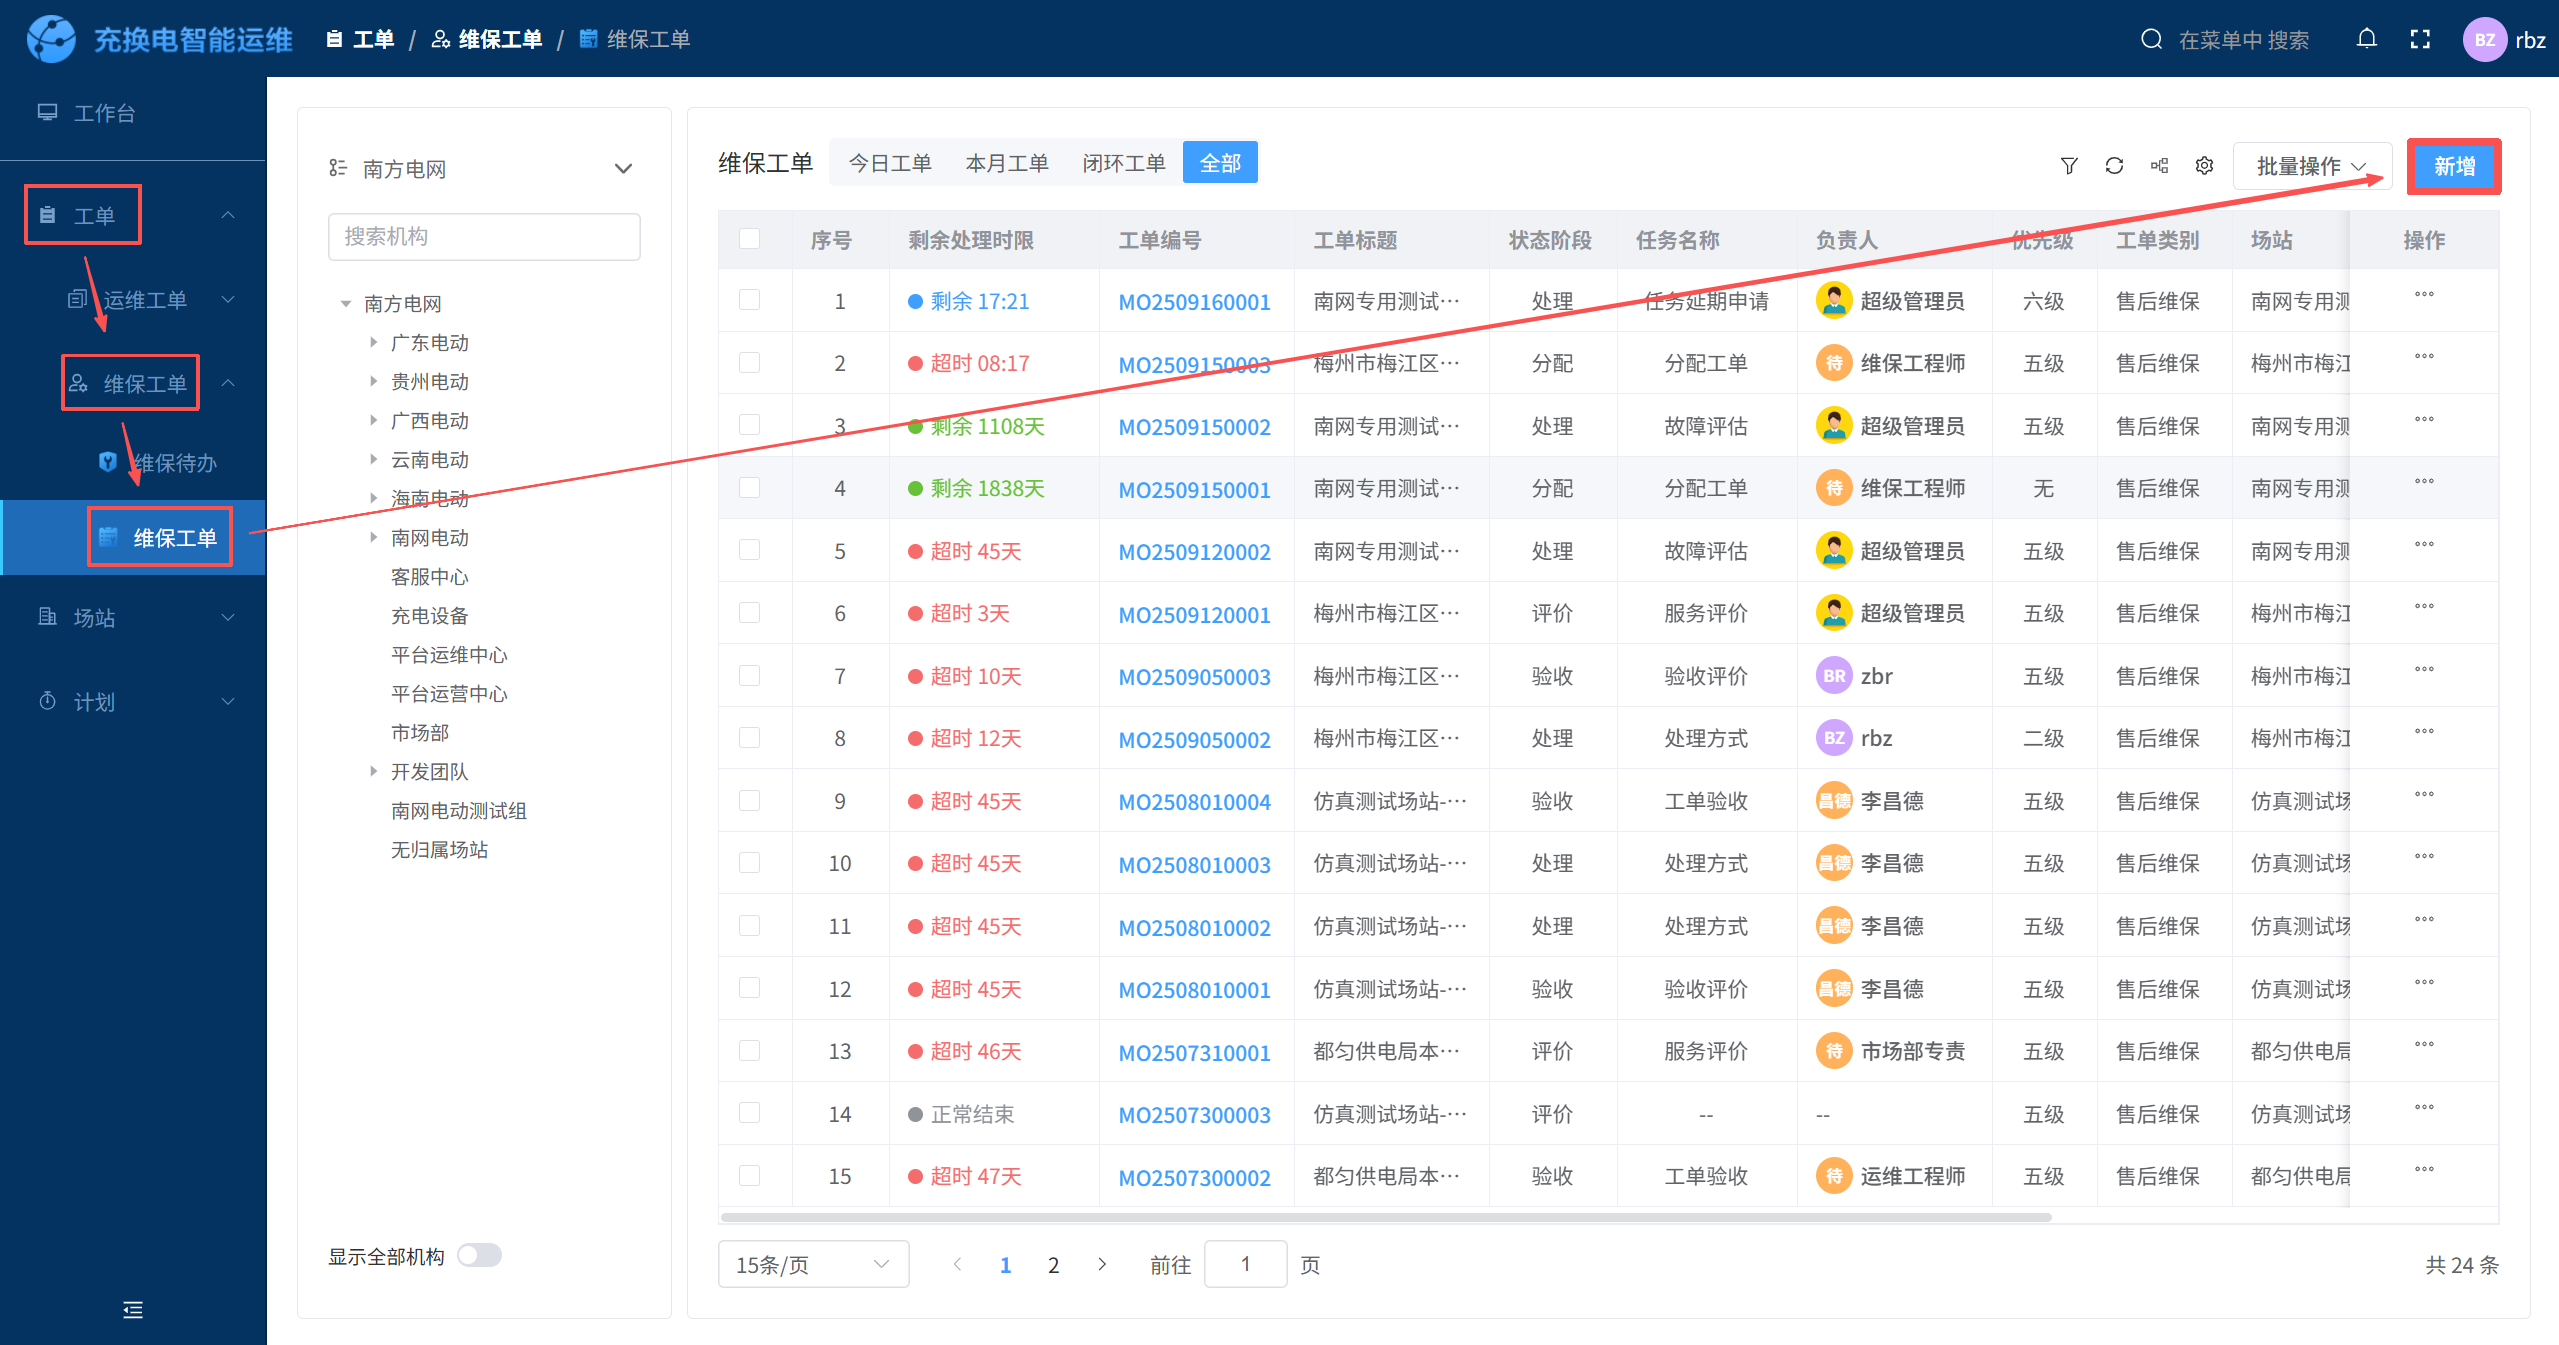 充换电智能运维
工单 / 维保工单 / 维保工单
在菜单中 搜索
BZ rbz
工作台
工单
运维工单
维保工单
维保待办
维保工单
场站
计划
南方电网
搜索机构
南方电网
广东电动
贵州电动
广西电动
云南电动
海南电动
南网电动
客服中心
充电设备
平台运维中心
平台运营中心
市场部
开发团队
南网电动测试组
无归属场站
显示全部机构
维保工单 今日工单 本月工单 闭环工单 全部
批量操作 新增
序号 剩余处理时限 工单编号 工单标题 状态阶段 任务名称 负责人 优先级 工单类别 场站 操作
1 剩余 17:21 MO2509160001 南网专用测试··· 处理 任务延期申请 超级管理员 六级 售后维保 南网专用测
2 超时 08:17 MO2509150003 梅州市梅江区··· 分配 分配工单 待 维保工程师 五级 售后维保 梅州市梅江
3 剩余 1108天 MO2509150002 南网专用测试··· 处理 故障评估 超级管理员 五级 售后维保 南网专用测
4 剩余 1838天 MO2509150001 南网专用测试··· 分配 分配工单 待 维保工程师 无 售后维保 南网专用测
5 超时 45天 MO2509120002 南网专用测试··· 处理 故障评估 超级管理员 五级 售后维保 南网专用测
6 超时 3天 MO2509120001 梅州市梅江区··· 评价 服务评价 超级管理员 五级 售后维保 梅州市梅江
7 超时 10天 MO2509050003 梅州市梅江区··· 验收 验收评价 BR zbr 五级 售后维保 梅州市梅江
8 超时 12天 MO2509050002 梅州市梅江区··· 处理 处理方式 BZ rbz 二级 售后维保 梅州市梅江
9 超时 45天 MO2508010004 仿真测试场站-··· 验收 工单验收 昌德 李昌德 五级 售后维保 仿真测试场
10 超时 45天 MO2508010003 仿真测试场站-··· 处理 处理方式 昌德 李昌德 五级 售后维保 仿真测试场
11 超时 45天 MO2508010002 仿真测试场站-··· 处理 处理方式 昌德 李昌德 五级 售后维保 仿真测试场
12 超时 45天 MO2508010001 仿真测试场站-··· 验收 验收评价 昌德 李昌德 五级 售后维保 仿真测试场
13 超时 46天 MO2507310001 都匀供电局本··· 评价 服务评价 待 市场部专责 五级 售后维保 都匀供电局
14 正常结束 MO2507300003 仿真测试场站-··· 评价 -- -- 五级 售后维保 仿真测试场
15 超时 47天 MO2507300002 都匀供电局本··· 验收 工单验收 待 运维工程师 五级 售后维保 都匀供电局
15条/页 1 2 前往 1 页 共 24 条